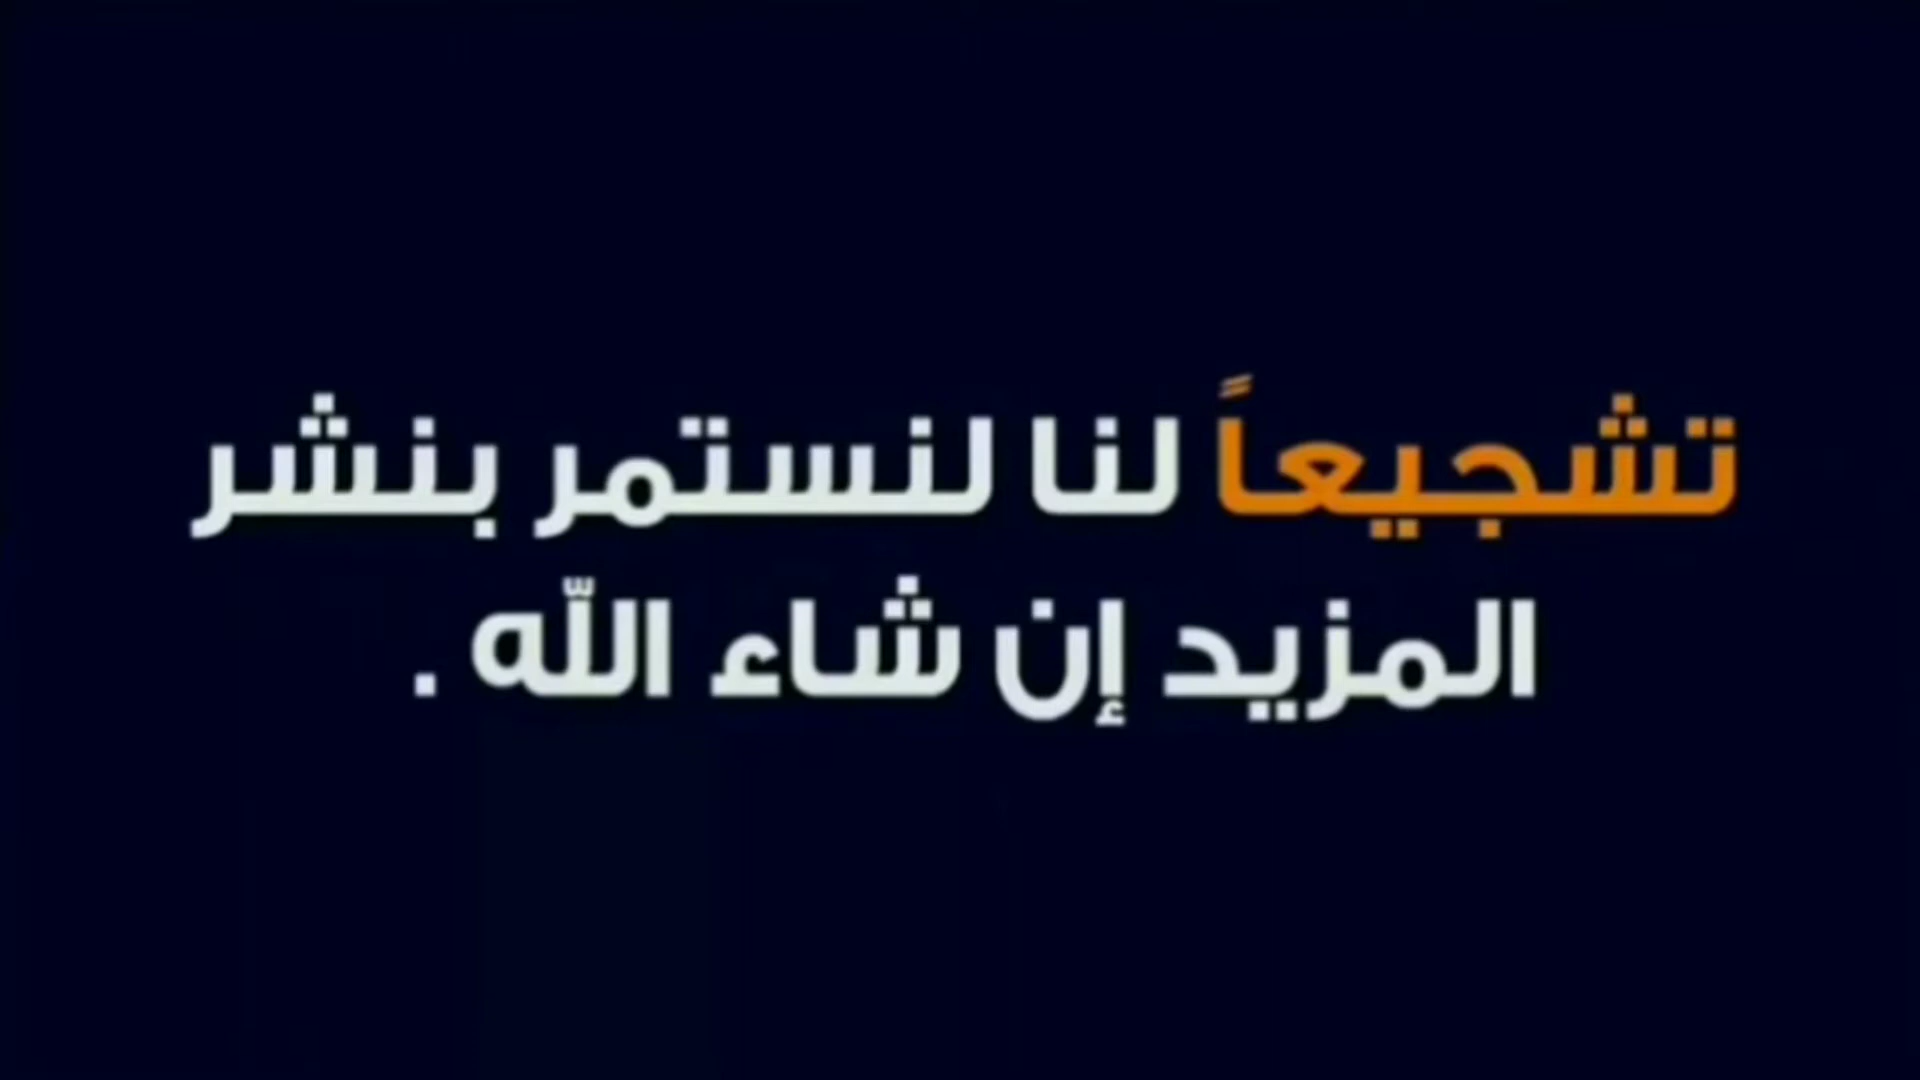 تشجيعاً لنا لنستمر بنشر
المزيد إن شاء اللّه .